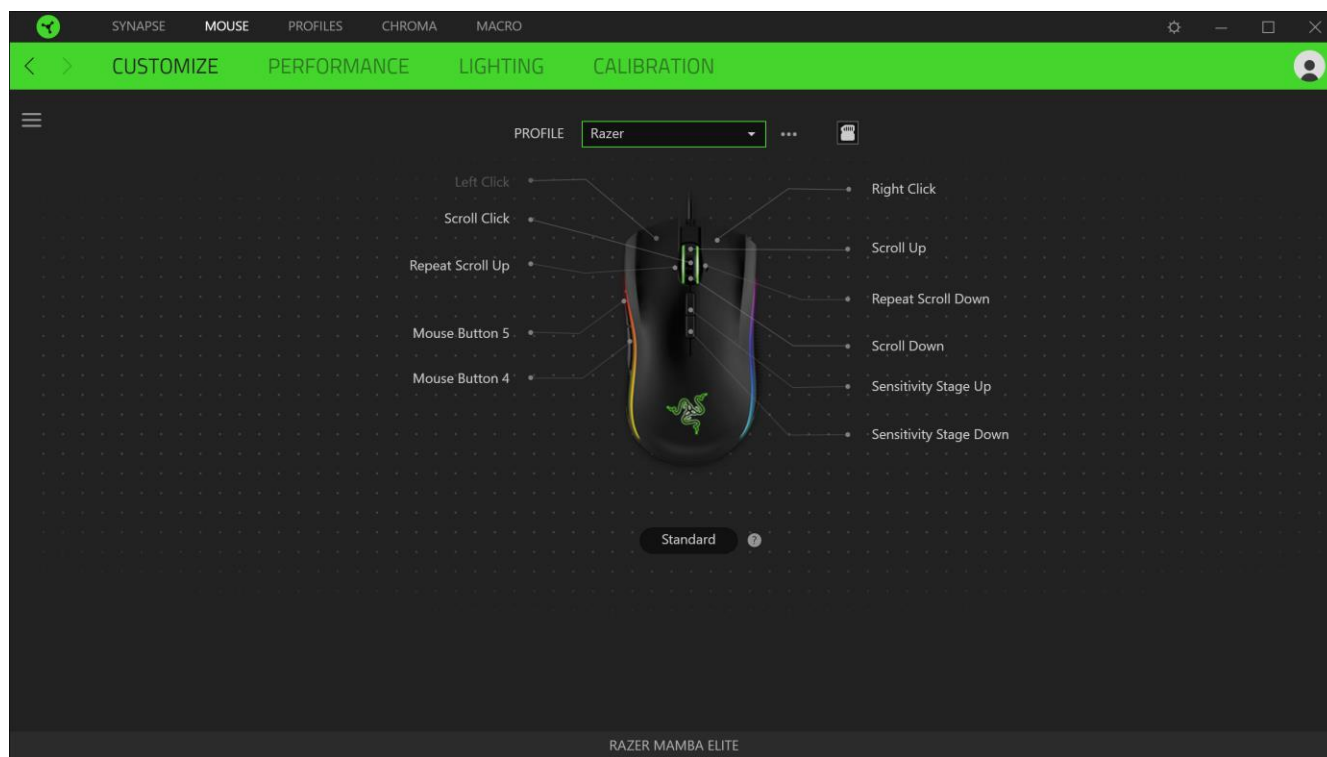 SYNAPSE MOUSE PROFILES CHROMA MACRO
CUSTOMIZE PERFORMANCE LIGHTING CALIBRATION
PROFILE Razer
Left Click
Right Click
Scroll Click
Scroll Up
Repeat Scroll Up
Repeat Scroll Down
Mouse Button 5
Scroll Down
Mouse Button 4
Sensitivity Stage Up
Sensitivity Stage Down
Standard ?
RAZER MAMBA ELITE